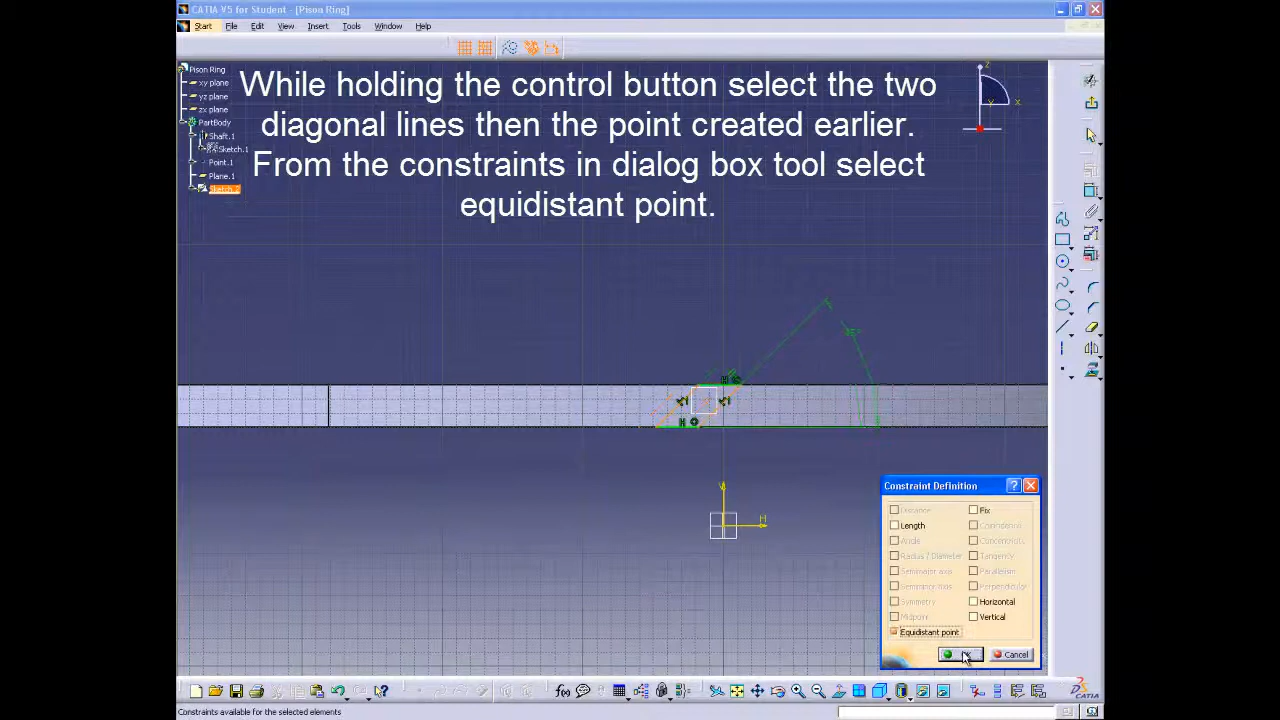 CATIA V5 for Student - [Pison Ring]
Start File Edit View Insert Tools Window Help
Pison Ring
xy plane
yz plane
zx plane
PartBody
Shaft.1
Sketch.1
Point.1
Plane.1
While holding the control button select the two
diagonal lines then the point created earlier.
From the constraints in dialog box tool select
equidistant point.
z
x
y
H
H
V
H
Constraint Definition
Distance Fix
Length Coincidence
Angle Concentricity
Radius / Diameter Tangency
Semimajor axis Parallelism
Semiminor axis Perpendicular
Symmetry Horizontal
Midpoint Vertical
Equidistant point
Cancel
f(x)
CATIA
Constraints available for the selected elements